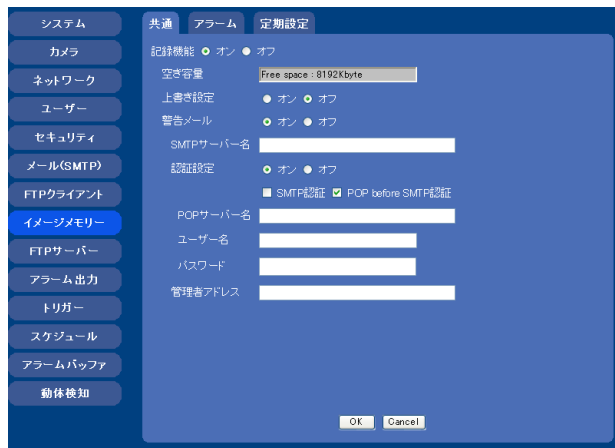 システム
カメラ
ネットワーク
ユーザー
セキュリティ
メール(SMTP)
FTPクライアント
イメージメモリー
FTPサーバー
アラーム出力
トリガー
スケジュール
アラームバッファ
動体検知
共通 アラーム 定期設定
記録機能 オン オフ
空き容量 Free space : 8192Kbyte
上書き設定 オン オフ
警告メール オン オフ
SMTPサーバー名
認証設定 オン オフ
SMTP認証 POP before SMTP認証
POPサーバー名
ユーザー名
パスワード
管理者アドレス
OK Cancel